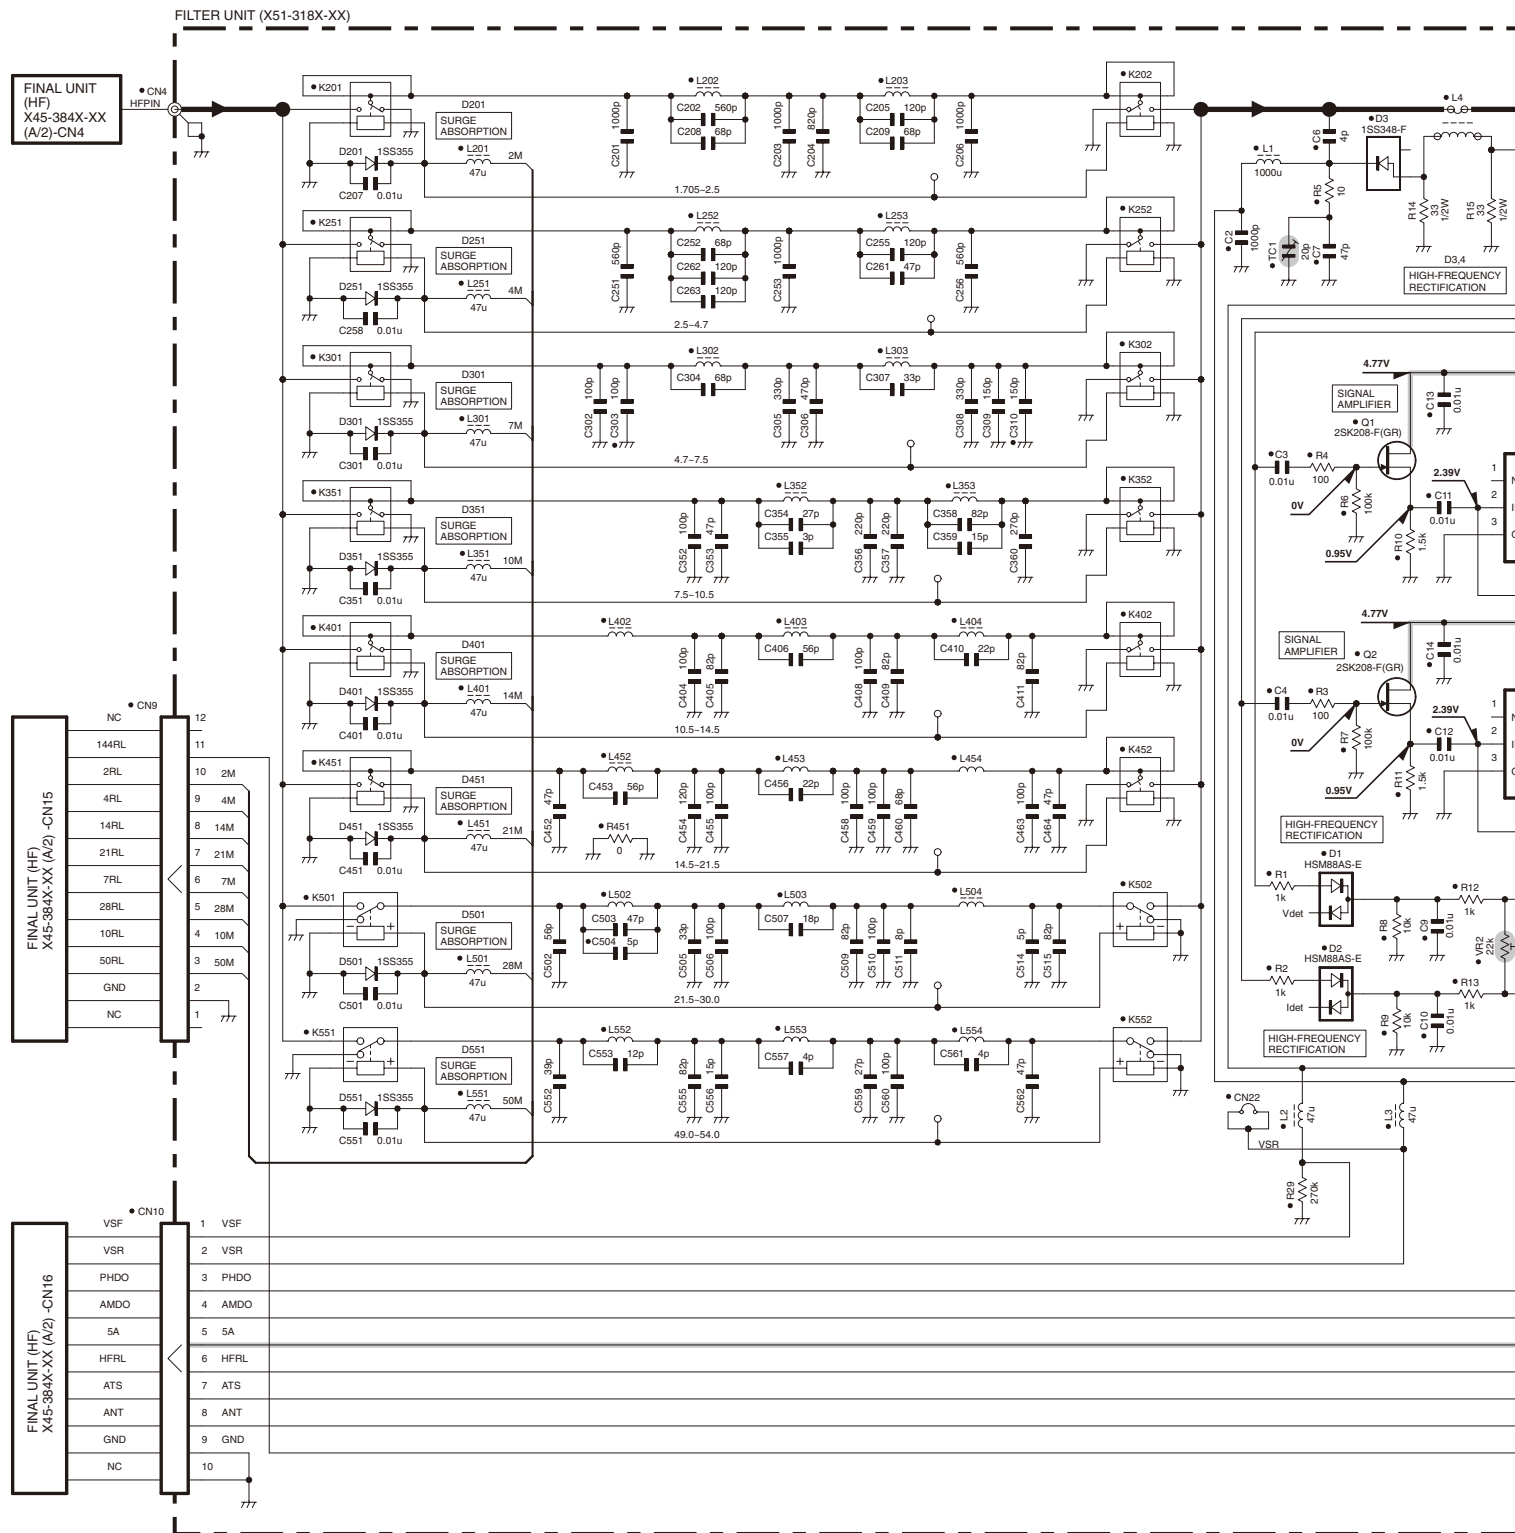 FILTER UNIT (X51-318X-XX)
FINAL UNIT
(HF)
X45-384X-XX
(A/2)-CN4
CN4
HFPIN
K201
D201
SURGE
ABSORPTION
D201 1SS355
C207 0.01u
L201
47u
2M
1000p
C201
L202
C202 560p
C208 68p
1000p
C203
820p
C204
L203
C205 120p
C209 68p
1000p
C206
K202
1.705~2.5
K251
D251
SURGE
ABSORPTION
D251 1SS355
C258 0.01u
L251
47u
4M
560p
C251
L252
C252 68p
C262 120p
C263 120p
1000p
C253
L253
C255 120p
C261 47p
560p
C256
K252
2.5~4.7
K301
D301
SURGE
ABSORPTION
D301 1SS355
C301 0.01u
L301
47u
7M
100p
C302
100p
C303
L302
C304 68p
330p
C305
470p
C306
L303
C307 33p
330p
C308
150p
C309
150p
C310
K302
4.7~7.5
K351
D351
SURGE
ABSORPTION
D351 1SS355
C351 0.01u
L351
47u
10M
100p
C352
47p
C353
L352
C354 27p
C355 3p
220p
C356
220p
C357
L353
C358 82p
C359 15p
270p
C360
K352
7.5~10.5
K401
D401
SURGE
ABSORPTION
D401 1SS355
C401 0.01u
L401
47u
14M
L402
100p
C404
82p
C405
L403
C406 56p
100p
C408
82p
C409
L404
C410 22p
82p
C411
K402
10.5~14.5
K451
D451
SURGE
ABSORPTION
D451 1SS355
C451 0.01u
L451
47u
21M
47p
C452
L452
C453 56p
R451
0
120p
C454
100p
C455
L453
C456 22p
100p
C458
100p
C459
68p
C460
L454
100p
C463
47p
C464
K452
14.5~21.5
K501
D501
SURGE
ABSORPTION
D501 1SS355
C501 0.01u
L501
47u
28M
56p
C502
L502
C503 47p
C504 5p
33p
C505
100p
C506
L503
C507 18p
82p
C509
100p
C510
8p
C511
L504
5p
C514
82p
C515
K502
21.5~30.0
K551
D551
SURGE
ABSORPTION
D551 1SS355
C551 0.01u
L551
47u
50M
39p
C552
L552
C553 12p
82p
C555
15p
C556
L553
C557 4p
27p
C559
100p
C560
L554
C561 4p
47p
C562
K552
49.0~54.0
L4
C6
4p
D3
1SS348-F
L1
1000u
R5
10
C2
1000p
TC1
20p
C7
47p
R14
33
1/2W
R15
33
1/2W
D3,4
HIGH-FREQUENCY
RECTIFICATION
4.77V
SIGNAL
AMPLIFIER
C13
0.01u
Q1
2SK208-F(GR)
C3
0.01u
R4
100
2.39V
0V
R6
100k
C11
0.01u
0.95V
R10
1.5k
1
2
3
4.77V
SIGNAL
AMPLIFIER
C14
0.01u
Q2
2SK208-F(GR)
C4
0.01u
R3
100
2.39V
0V
R7
100k
C12
0.01u
0.95V
R11
1.5k
1
2
3
HIGH-FREQUENCY
RECTIFICATION
D1
HSM88AS-E
R1
1k
Vdet
R8
10k
C9
0.01u
R12
1k
VR2
22k
D2
HSM88AS-E
R2
1k
Idet
R9
10k
C10
0.01u
R13
1k
HIGH-FREQUENCY
RECTIFICATION
CN22
VSR
L2
47u
L3
47u
R29
270k
FINAL UNIT (HF)
X45-384X-XX (A/2) -CN15
CN9
NC 12
144RL 11
2RL 10 2M
4RL 9 4M
14RL 8 14M
21RL 7 21M
7RL 6 7M
28RL 5 28M
10RL 4 10M
50RL 3 50M
GND 2
NC 1
FINAL UNIT (HF)
X45-384X-XX (A/2) -CN16
CN10
VSF 1 VSF
VSR 2 VSR
PHDO 3 PHDO
AMDO 4 AMDO
5A 5 5A
HFRL 6 HFRL
ATS 7 ATS
ANT 8 ANT
GND 9 GND
NC 10